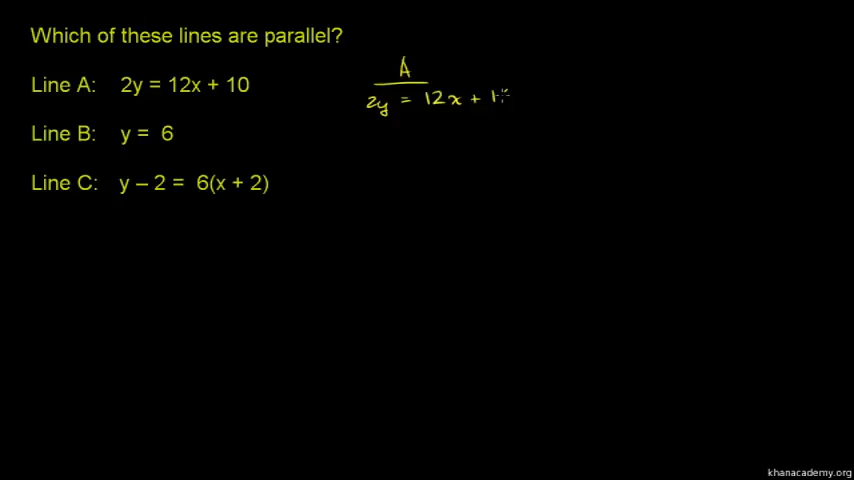 Which of these lines are parallel?
Line A: 2y = 12x + 10
Line B: y = 6
Line C: y – 2 = 6(x + 2)
A
2y = 12x + 1
khanacademy.org